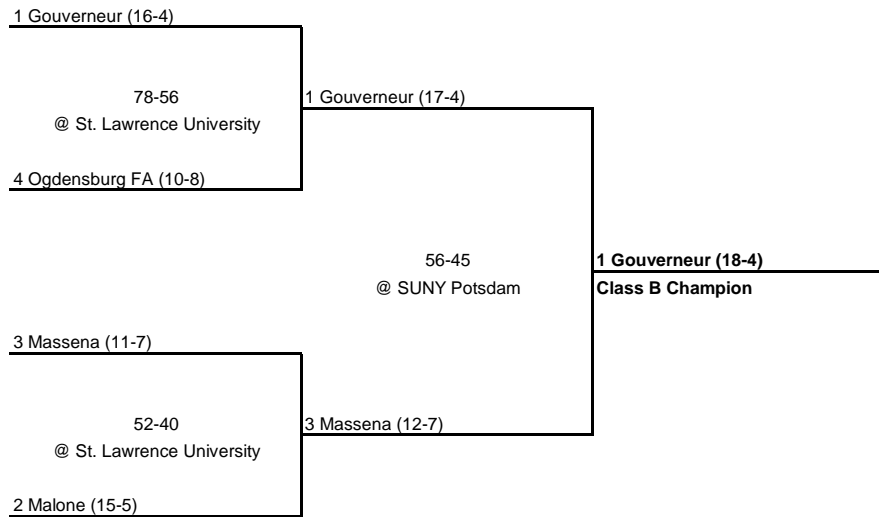 1 Gouverneur (16-4)
78-56
@ St. Lawrence University
1 Gouverneur (17-4)
4 Ogdensburg FA (10-8)
56-45
@ SUNY Potsdam
1 Gouverneur (18-4)
Class B Champion
3 Massena (11-7)
52-40
@ St. Lawrence University
3 Massena (12-7)
2 Malone (15-5)